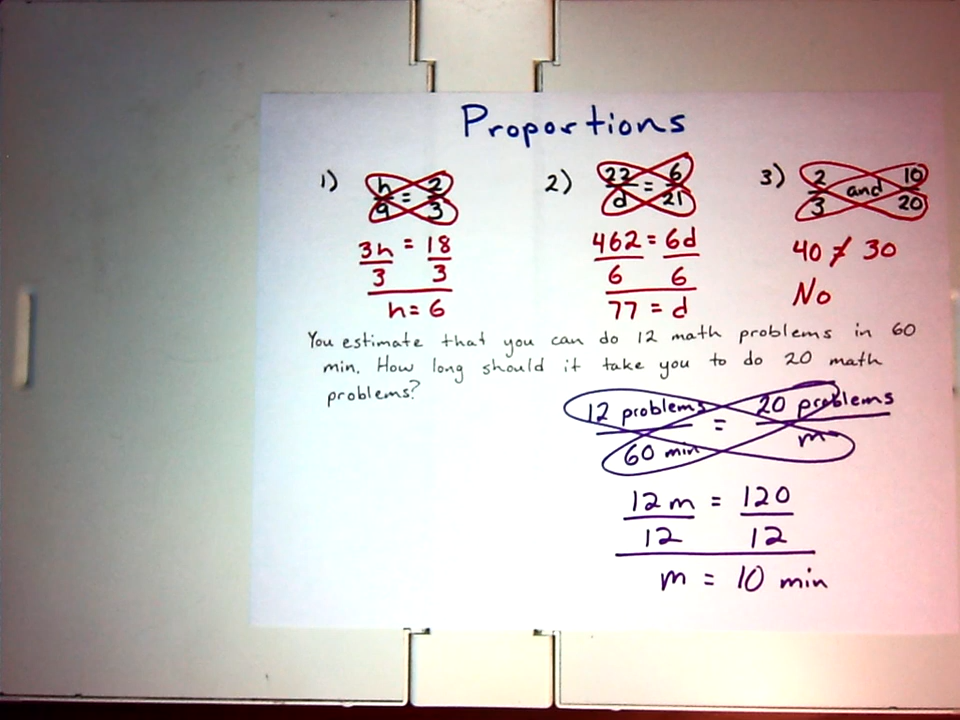 Proportions
1) h/9 = 2/3
3h/3 = 18/3
h = 6
2) 22/d = 6/21
462/6 = 6d/6
77 = d
3) 2/3 and 10/20
40 ≠ 30
No
You estimate that you can do 12 math problems in 60
min. How long should it take you to do 20 math
problems?
12 problems/60 min = 20 problems/m
12m/12 = 120/12
m = 10 min